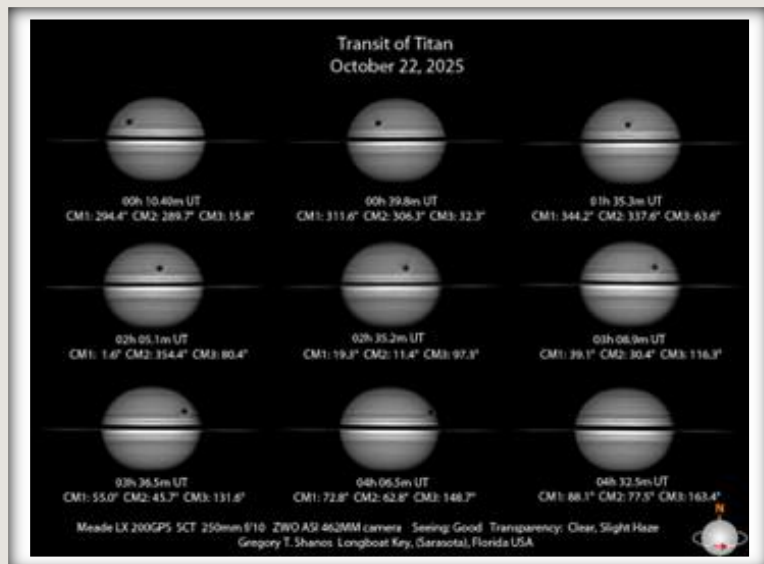 Transit of Titan
October 22, 2025
00h 10.40m UT
CM1: 294.4° CM2: 289.7° CM3: 15.8°
00h 39.8m UT
CM1: 311.6° CM2: 306.3° CM3: 32.3°
01h 35.3m UT
CM1: 344.2° CM2: 337.6° CM3: 63.6°
02h 05.1m UT
CM1: 1.6° CM2: 354.4° CM3: 80.4°
02h 35.2m UT
CM1: 19.3° CM2: 11.4° CM3: 97.3°
03h 08.9m UT
CM1: 39.1° CM2: 30.4° CM3: 116.3°
03h 36.5m UT
CM1: 55.0° CM2: 45.7° CM3: 131.6°
04h 06.5m UT
CM1: 72.8° CM2: 62.8° CM3: 148.7°
04h 32.5m UT
CM1: 88.1° CM2: 77.5° CM3: 163.4°
N
Meade LX 200GPS SCT 250mm f/10 ZWO ASI 462MM camera Seeing: Good Transparency: Clear, Slight Haze
Gregory T. Shanos Longboat Key, (Sarasota), Florida USA